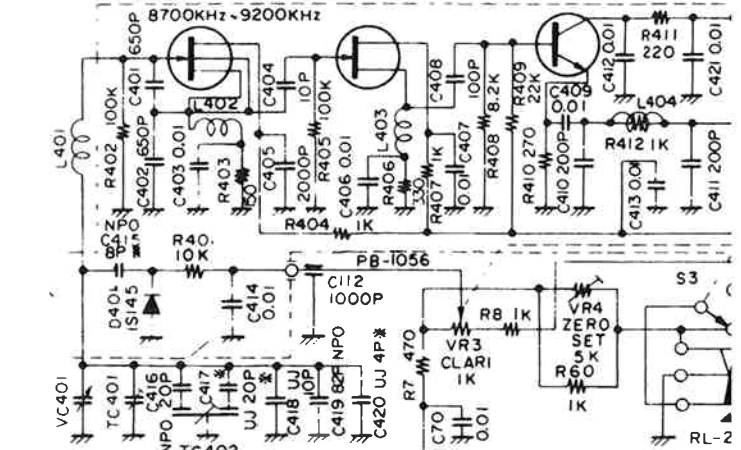 8700KHz~9200KHz
650P
C401
100K
R402
L401
C402 650P
C403 0.01
L402
R403
150
C404
10P
100K
R405
C405
2000P
C406 0.01
L403
R406
330
C408
100P
1K
R407
C407
0.01
8.2K
R408
R409
22K
R404 1K
C409
0.01
R410 270
C410 200P
L404
R412 1K
C412 0.01
R411
220
C421 0.01
C411 200P
C413 0.01
NPO
C41
8P
R40
10K
D401
1S145
C414
0.01
PB-1056
C112
1000P
R8 1K
VR3
CLARI
1K
R7 470
VR4
ZERO
SET
5K
R60
1K
C70
0.01
S3
RL-2
VC401
TC401
C416
20P
NPO
C417
UJ 20P
C418 UJ
10P
C419 82P NPO
C420 UJ 4P*
TC402